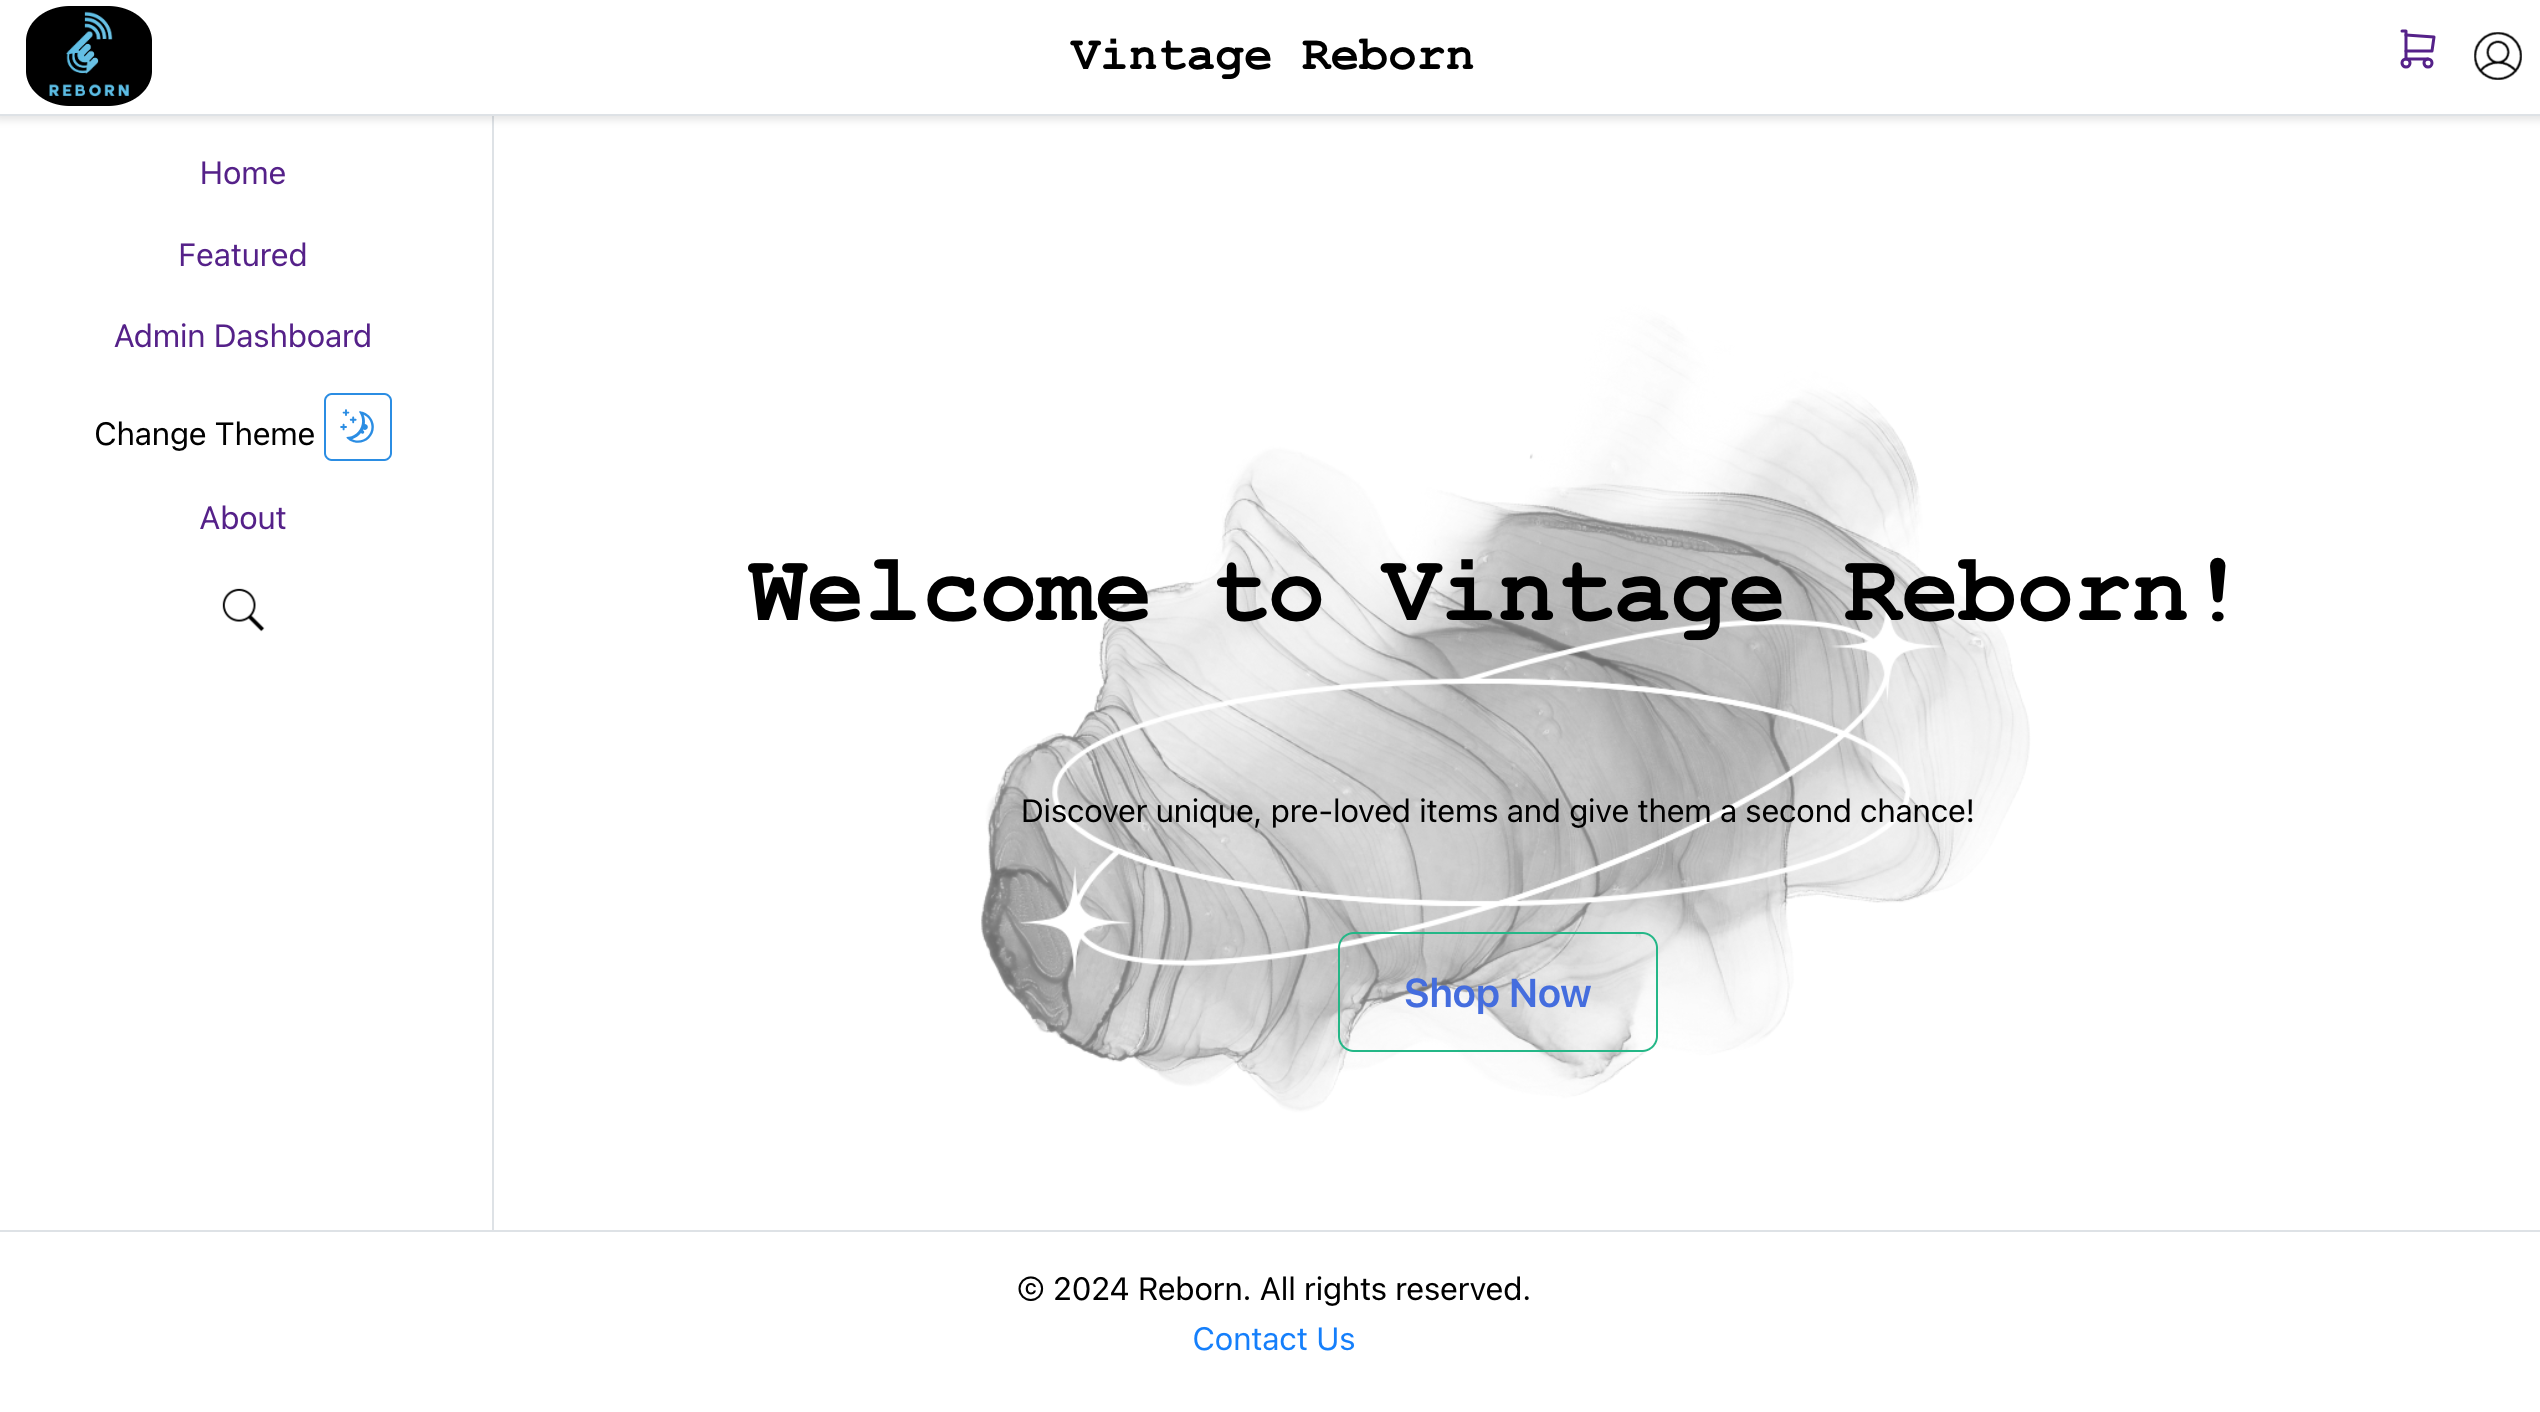 REBORN
Vintage Reborn
Home
Featured
Admin Dashboard
Change Theme
About
Welcome to Vintage Reborn!
Discover unique, pre-loved items and give them a second chance!
Shop Now
© 2024 Reborn. All rights reserved.
Contact Us